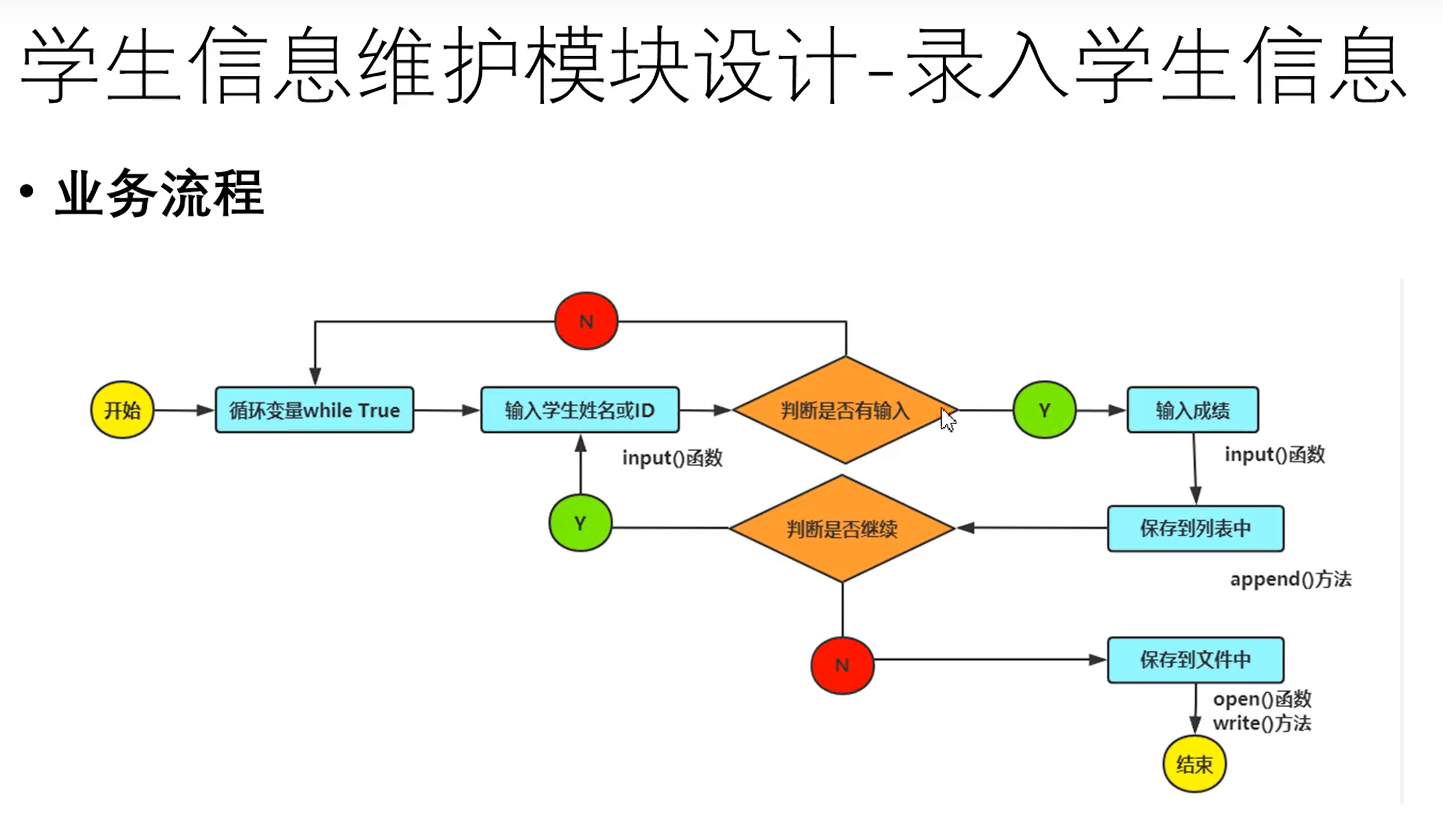 学生信息维护模块设计-录入学生信息
• 业务流程
N
开始
循环变量while True
输入学生姓名或ID
判断是否有输入
Y
输入成绩
input()函数
input()函数
Y
判断是否继续
保存到列表中
append()方法
N
保存到文件中
open()函数
write()方法
结束